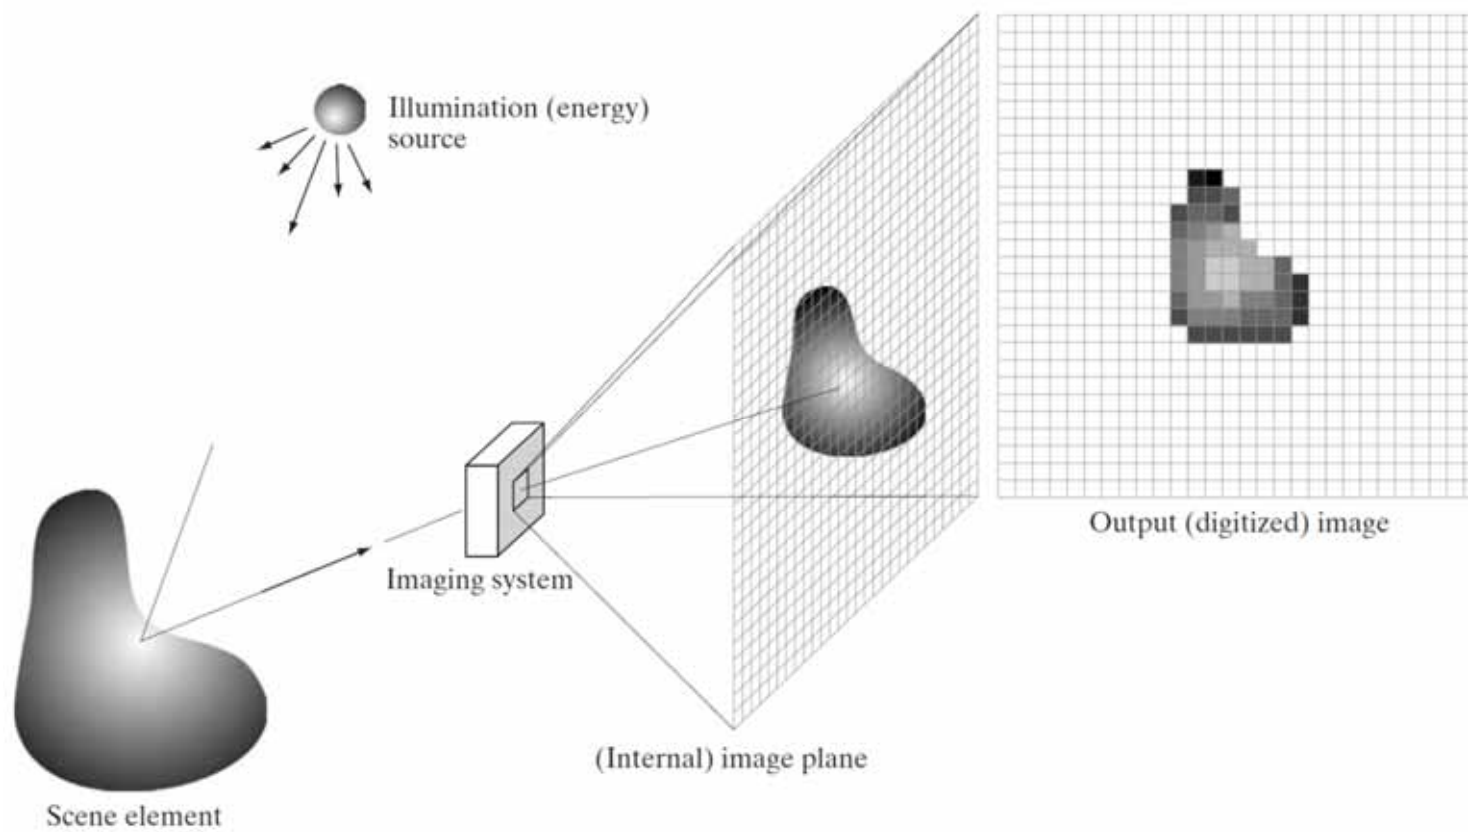 Illumination (energy)
source
Output (digitized) image
Imaging system
(Internal) image plane
Scene element